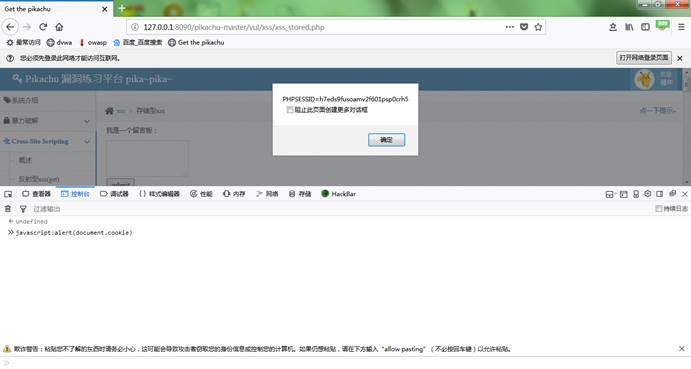 Get the pikachu
127.0.0.1:8090/pikachu-master/vul/xss/xss_stored.php
最常访问 dvwa owasp 百度_百度搜索 Get the pikachu
您必须先登录此网络才能访问互联网。 打开网络登录页面
Pikachu 漏洞练习平台 pika~pika~
系统介绍
暴力破解
Cross-Site Scripting
概述
反射型xss(get)
xss 存储型xss 点一下提示~
我是一个留言板：
submit
PHPSESSID=h7eds9fusoamv2f601psp0crh5
阻止此页面创建更多对话框
确定
查看器 控制台 调试器 {} 样式编辑器 性能 内存 网络 存储 HackBar
过滤输出 持续日志
undefined
javascript:alert(document.cookie)
欺诈警告：粘贴您不了解的东西时请务必小心，这可能会导致攻击者窃取您的身份信息或控制您的计算机。如果仍想粘贴，请在下方输入“allow pasting”（不必按回车键）以允许粘贴。